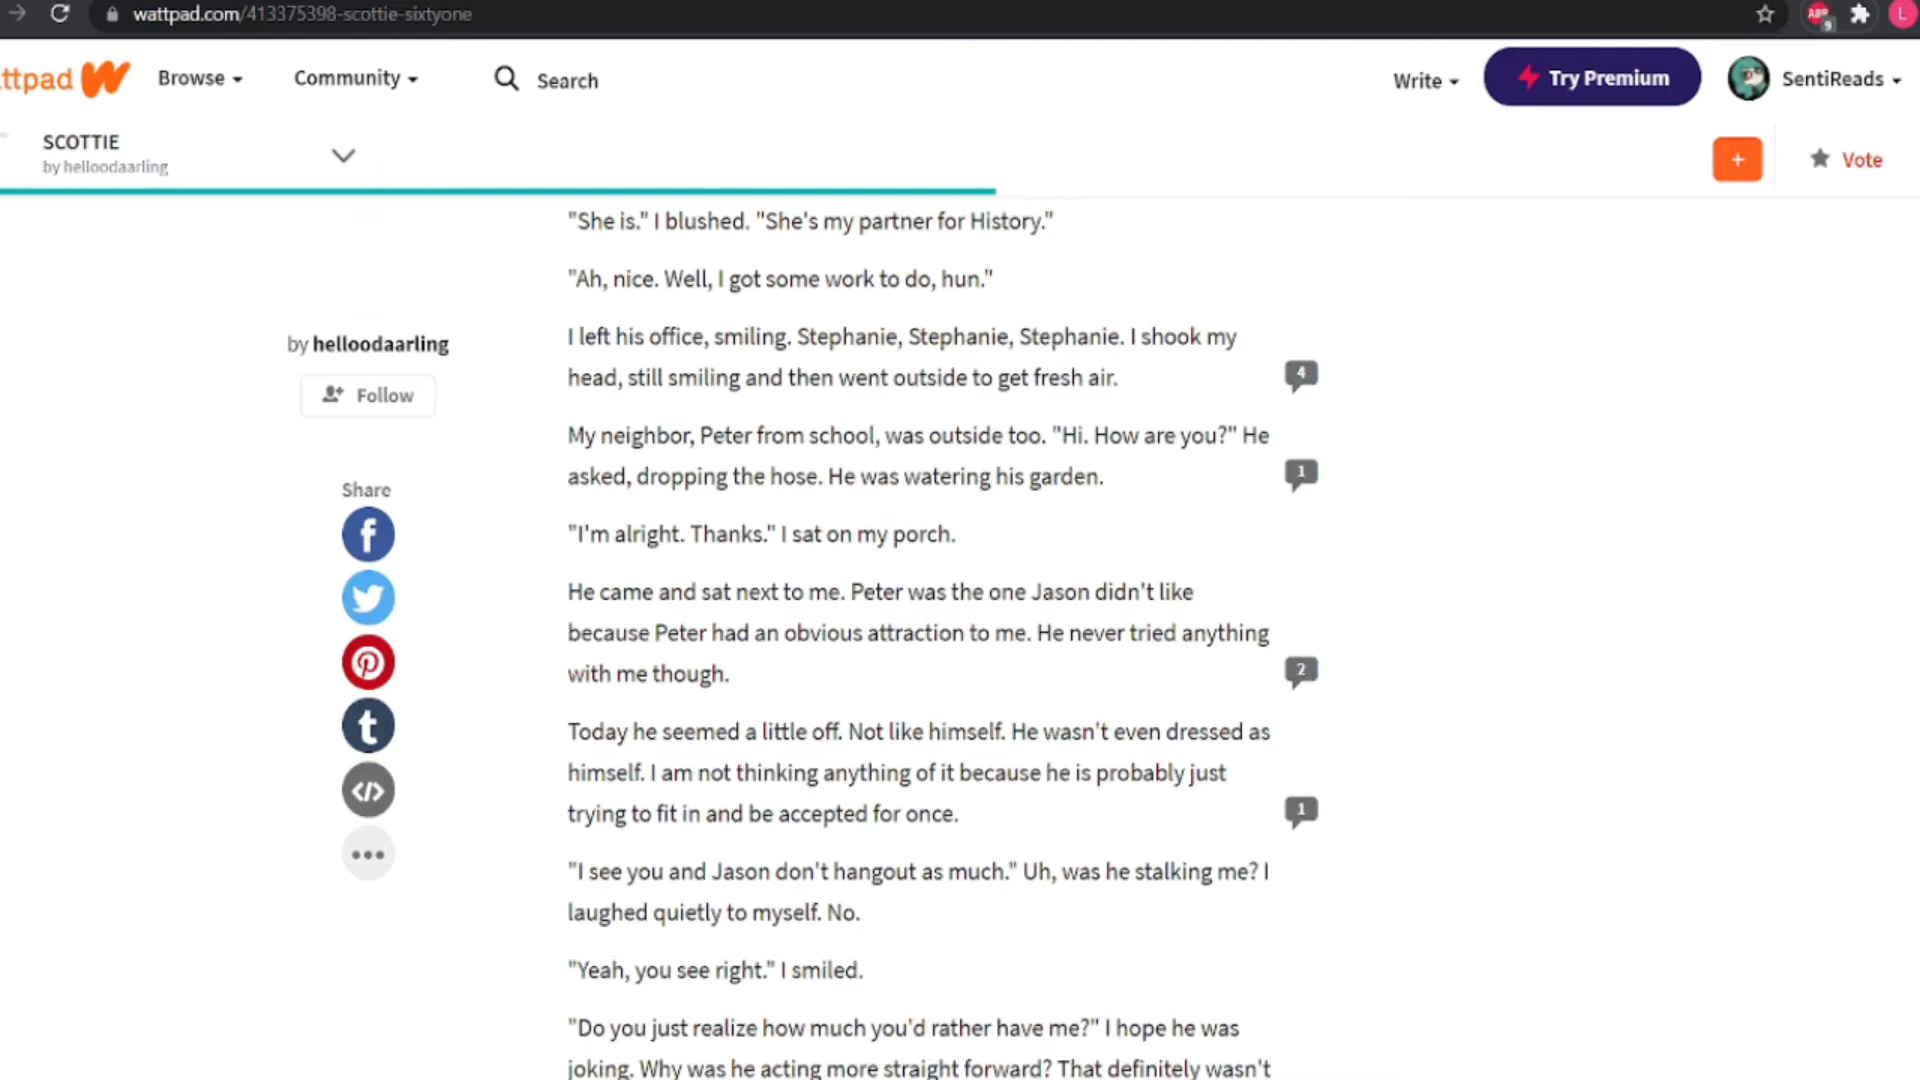 wattpad.com/413375398-scottie-sixtyone
ABP
9
L
ttpad
Browse
Community
Search
Write
Try Premium
SentiReads
SCOTTIE
by helloodaarling
+
Vote
"She is." I blushed. "She's my partner for History."
"Ah, nice. Well, I got some work to do, hun."
by helloodaarling
Follow
I left his office, smiling. Stephanie, Stephanie, Stephanie. I shook my
head, still smiling and then went outside to get fresh air.
4
My neighbor, Peter from school, was outside too. "Hi. How are you?" He
asked, dropping the hose. He was watering his garden.
1
Share
"I'm alright. Thanks." I sat on my porch.
He came and sat next to me. Peter was the one Jason didn't like
because Peter had an obvious attraction to me. He never tried anything
with me though.
2
Today he seemed a little off. Not like himself. He wasn't even dressed as
himself. I am not thinking anything of it because he is probably just
trying to fit in and be accepted for once.
1
"I see you and Jason don't hangout as much." Uh, was he stalking me? I
laughed quietly to myself. No.
"Yeah, you see right." I smiled.
"Do you just realize how much you'd rather have me?" I hope he was
joking. Why was he acting more straight forward? That definitely wasn't